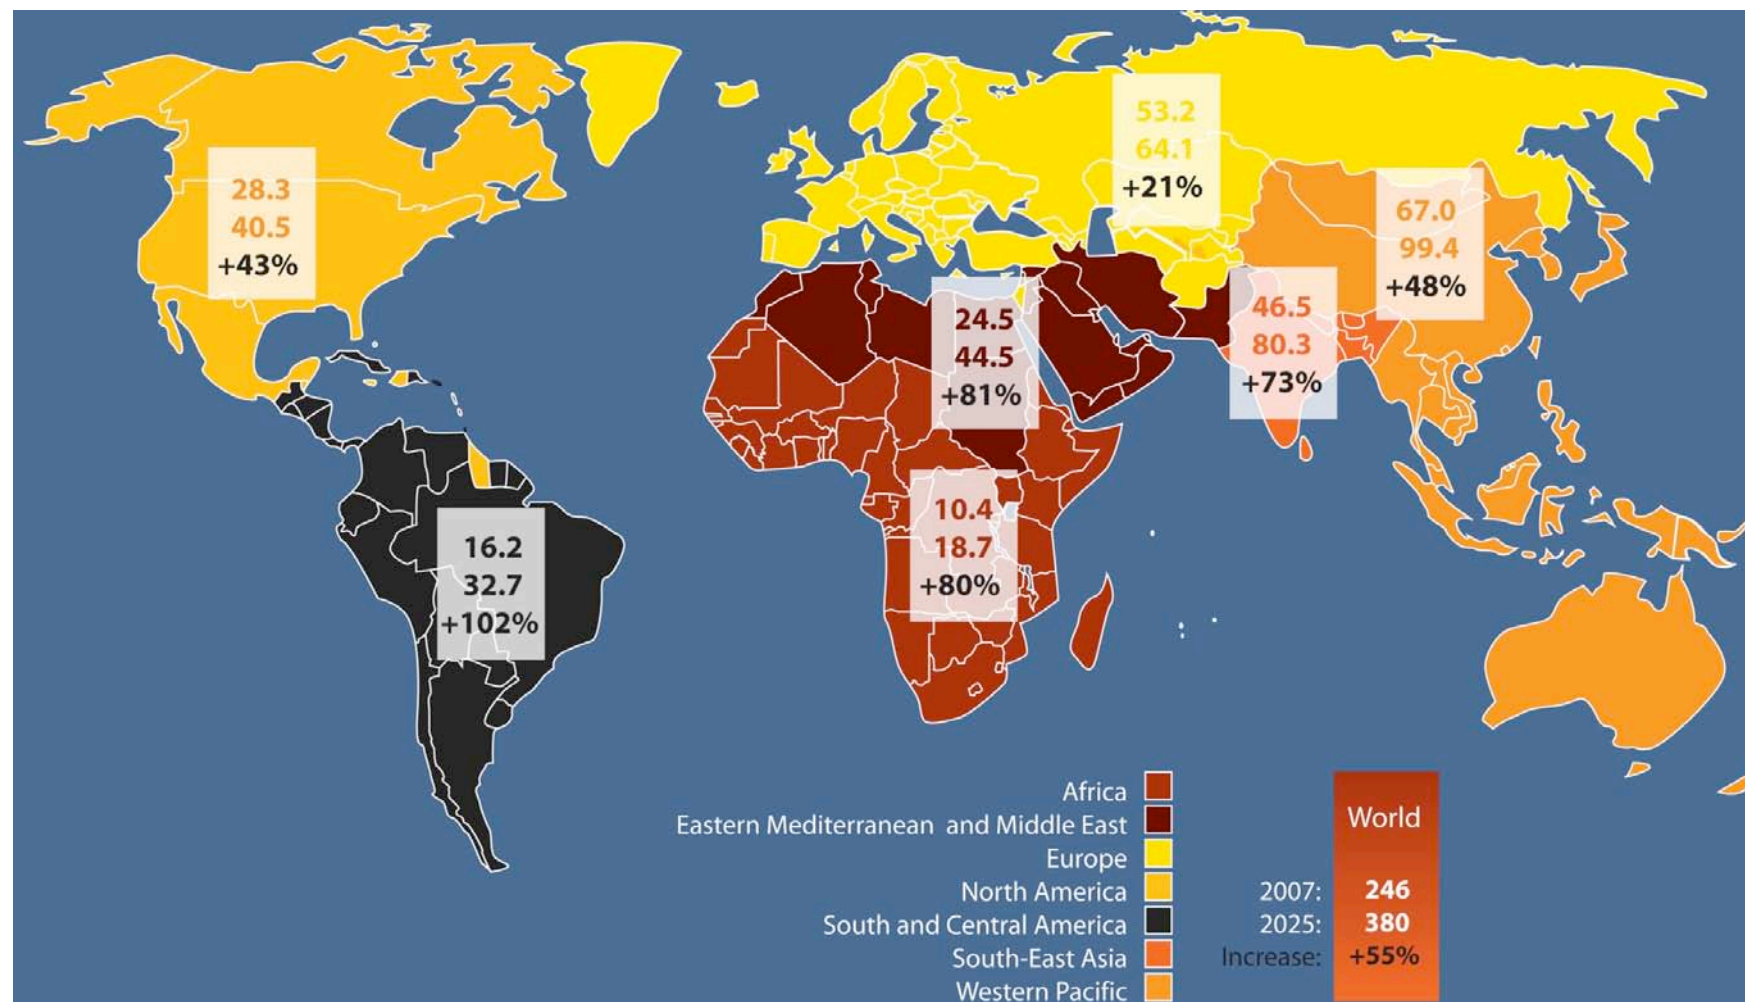 53.2
64.1
+21%
28.3
40.5
+43%
67.0
99.4
+48%
46.5
80.3
+73%
24.5
44.5
+81%
10.4
18.7
+80%
16.2
32.7
+102%
Africa
Eastern Mediterranean and Middle East
Europe
North America
South and Central America
South-East Asia
Western Pacific
World
2007: 246
2025: 380
Increase: +55%